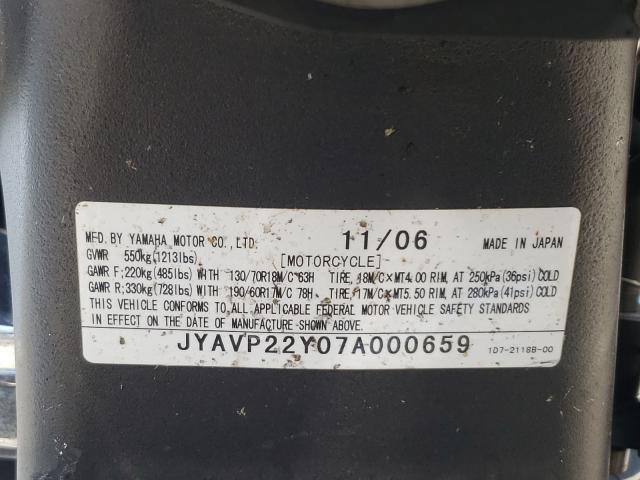 11/06
MFD. BY YAMAHA MOTOR CO., LTD. MADE IN JAPAN
GVWR 550kg(1213lbs) [MOTORCYCLE]
GAWR F;220kg(485lbs) WITH 130/70R18M/C 63H TIRE, 18M/C×MT4.00 RIM, AT 250kPa(36psi)COLD
GAWR R;330kg(728lbs) WITH 190/60R17M/C 78H, TIRE, 17M/C×MT5.50 RIM, AT 280kPa(41psi)COLD
THIS VEHICLE CONFORMS TO ALL APPLICABLE FEDERAL MOTOR VEHICLE SAFETY STANDARDS
IN EFFECT ON THE DATE OF MANUFACTURE SHOWN ABOVE.
JYAVP22Y07A000659 1D7-2118B-00